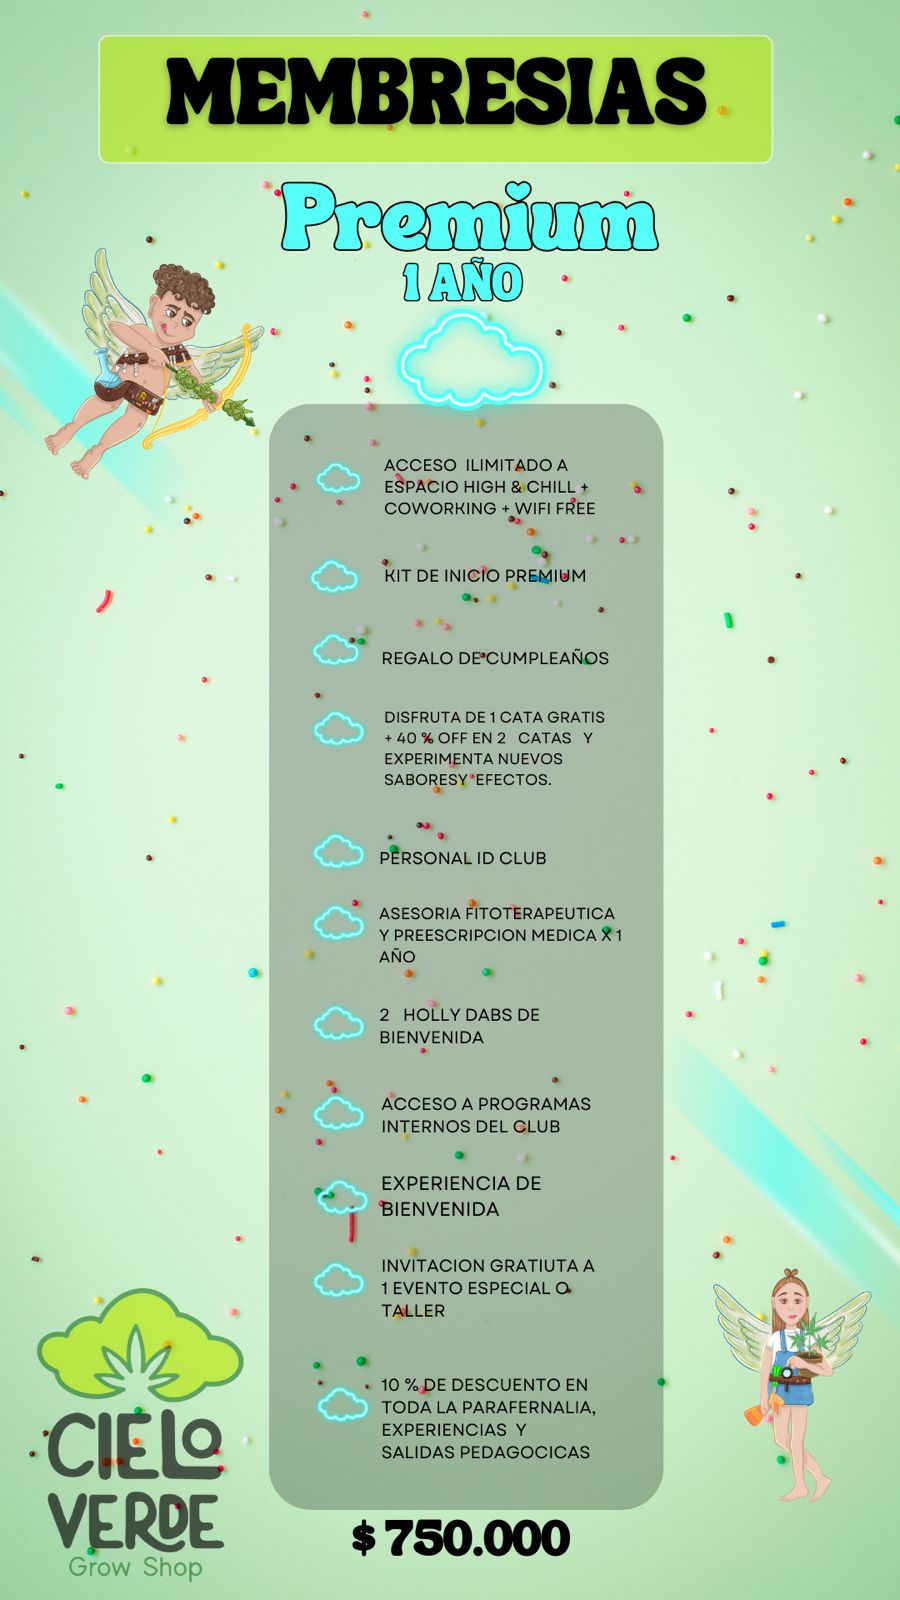 MEMBRESIAS
Premium
1 AÑO
ACCESO ILIMITADO A
ESPACIO HIGH & CHILL +
COWORKING + WIFI FREE
KIT DE INICIO PREMIUM
REGALO DE CUMPLEAÑOS
DISFRUTA DE 1 CATA GRATIS
+ 40 % OFF EN 2 CATAS Y
EXPERIMENTA NUEVOS
SABORESY EFECTOS.
PERSONAL ID CLUB
ASESORIA FITOTERAPEUTICA
Y PREESCRIPCION MEDICA X 1
AÑO
2 HOLLY DABS DE
BIENVENIDA
ACCESO A PROGRAMAS
INTERNOS DEL CLUB
EXPERIENCIA DE
BIENVENIDA
INVITACION GRATIUTA A
1 EVENTO ESPECIAL O
TALLER
10 % DE DESCUENTO EN
TODA LA PARAFERNALIA,
EXPERIENCIAS Y
SALIDAS PEDAGOCICAS
$ 750.000
CIELO
VERDE
Grow Shop